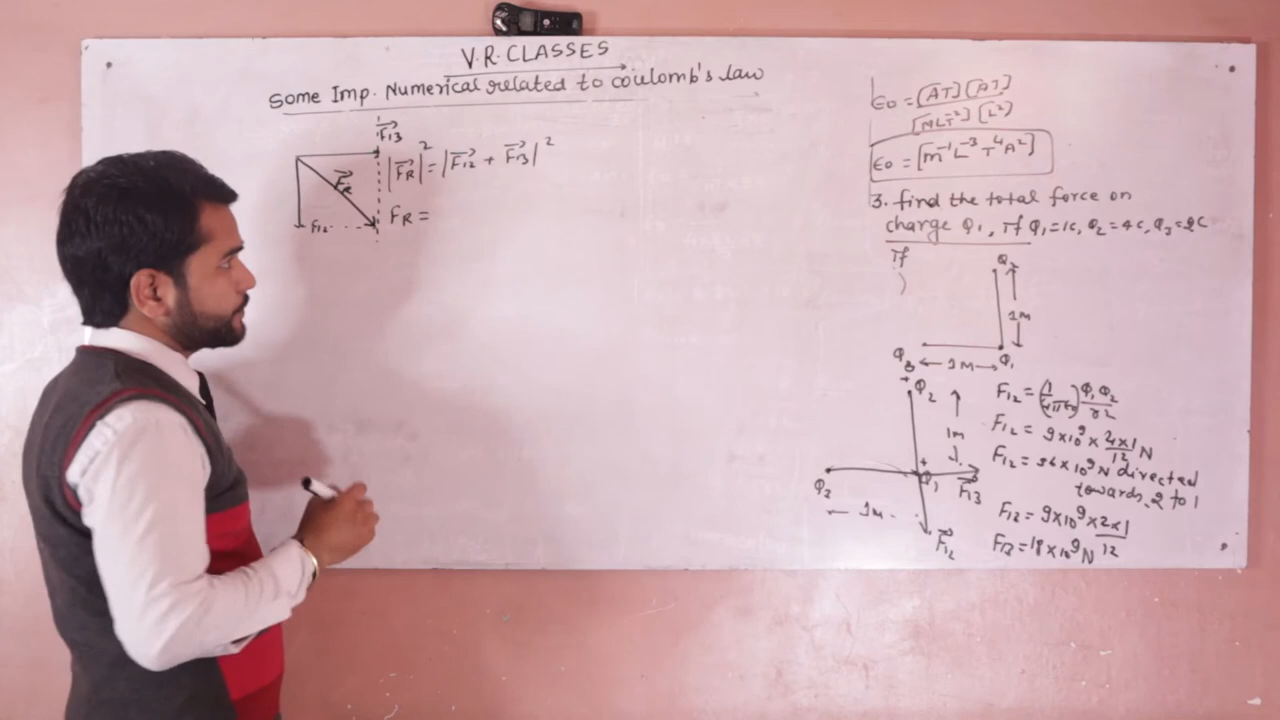 V.R. CLASSES
Some Imp. Numerical related to coulomb's law
F13
|FR|² = |F12 + F13|²
FR
F12
FR =
ε0 = [AT][AT]
[MLT⁻²][L²]
ε0 = [M⁻¹L⁻³T⁴A²]
3. find the total force on
charge Q1, if Q1=1C, Q2=4C, Q3=2C
if
Q2
1M
Q3 1M Q1
Q2
1m
Q1
F13
Q3
1M
F12
F12 = (1/4πε0) Q1Q2/r2
F12 = 9×10⁹ × 4×1/1² N
F12 = 36×10⁹ N directed
towards 2 to 1
F12 = 9×10⁹ × 2×1/1²
F13 = 18×10⁹ N